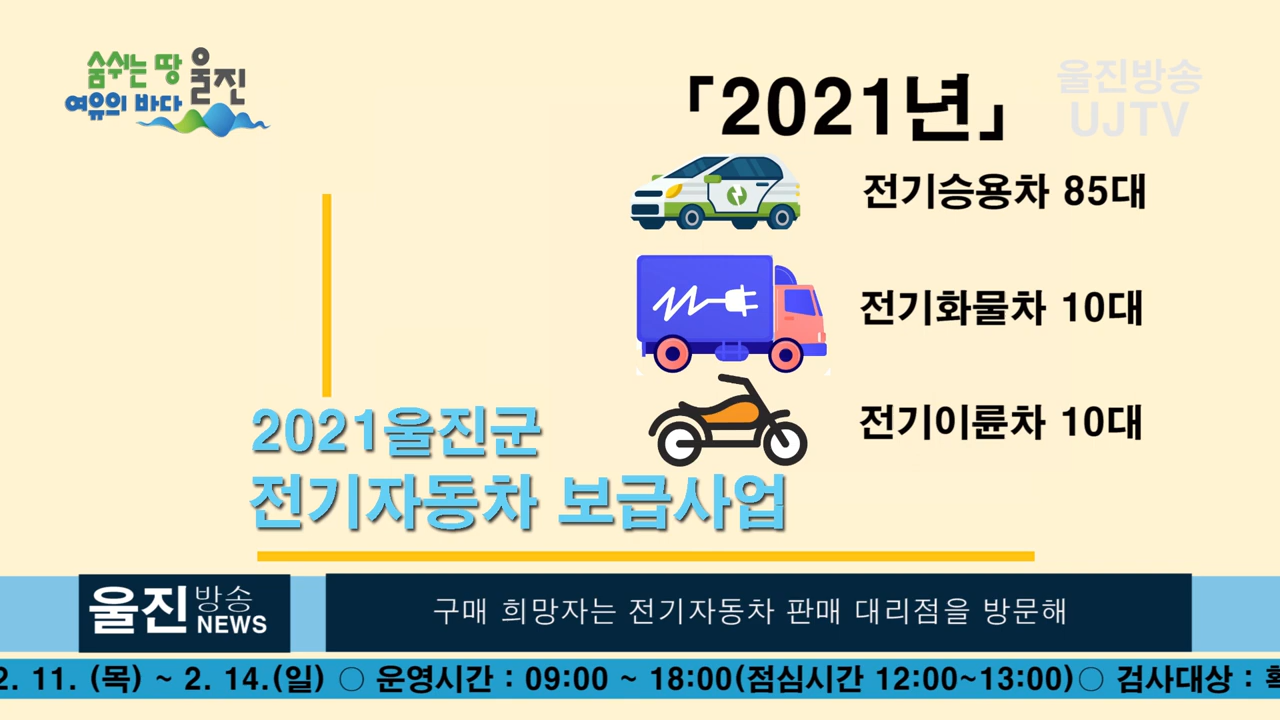 숨쉬는 땅
여유의 바다
울진
「2021년」
울진방송
UJTV
전기승용차 85대
전기화물차 10대
전기이륜차 10대
2021울진군
전기자동차 보급사업
울진
방송
NEWS
구매 희망자는 전기자동차 판매 대리점을 방문해
2. 11. (목) ~ 2. 14.(일) ○ 운영시간 : 09:00 ~ 18:00(점심시간 12:00~13:00)○ 검사대상 :